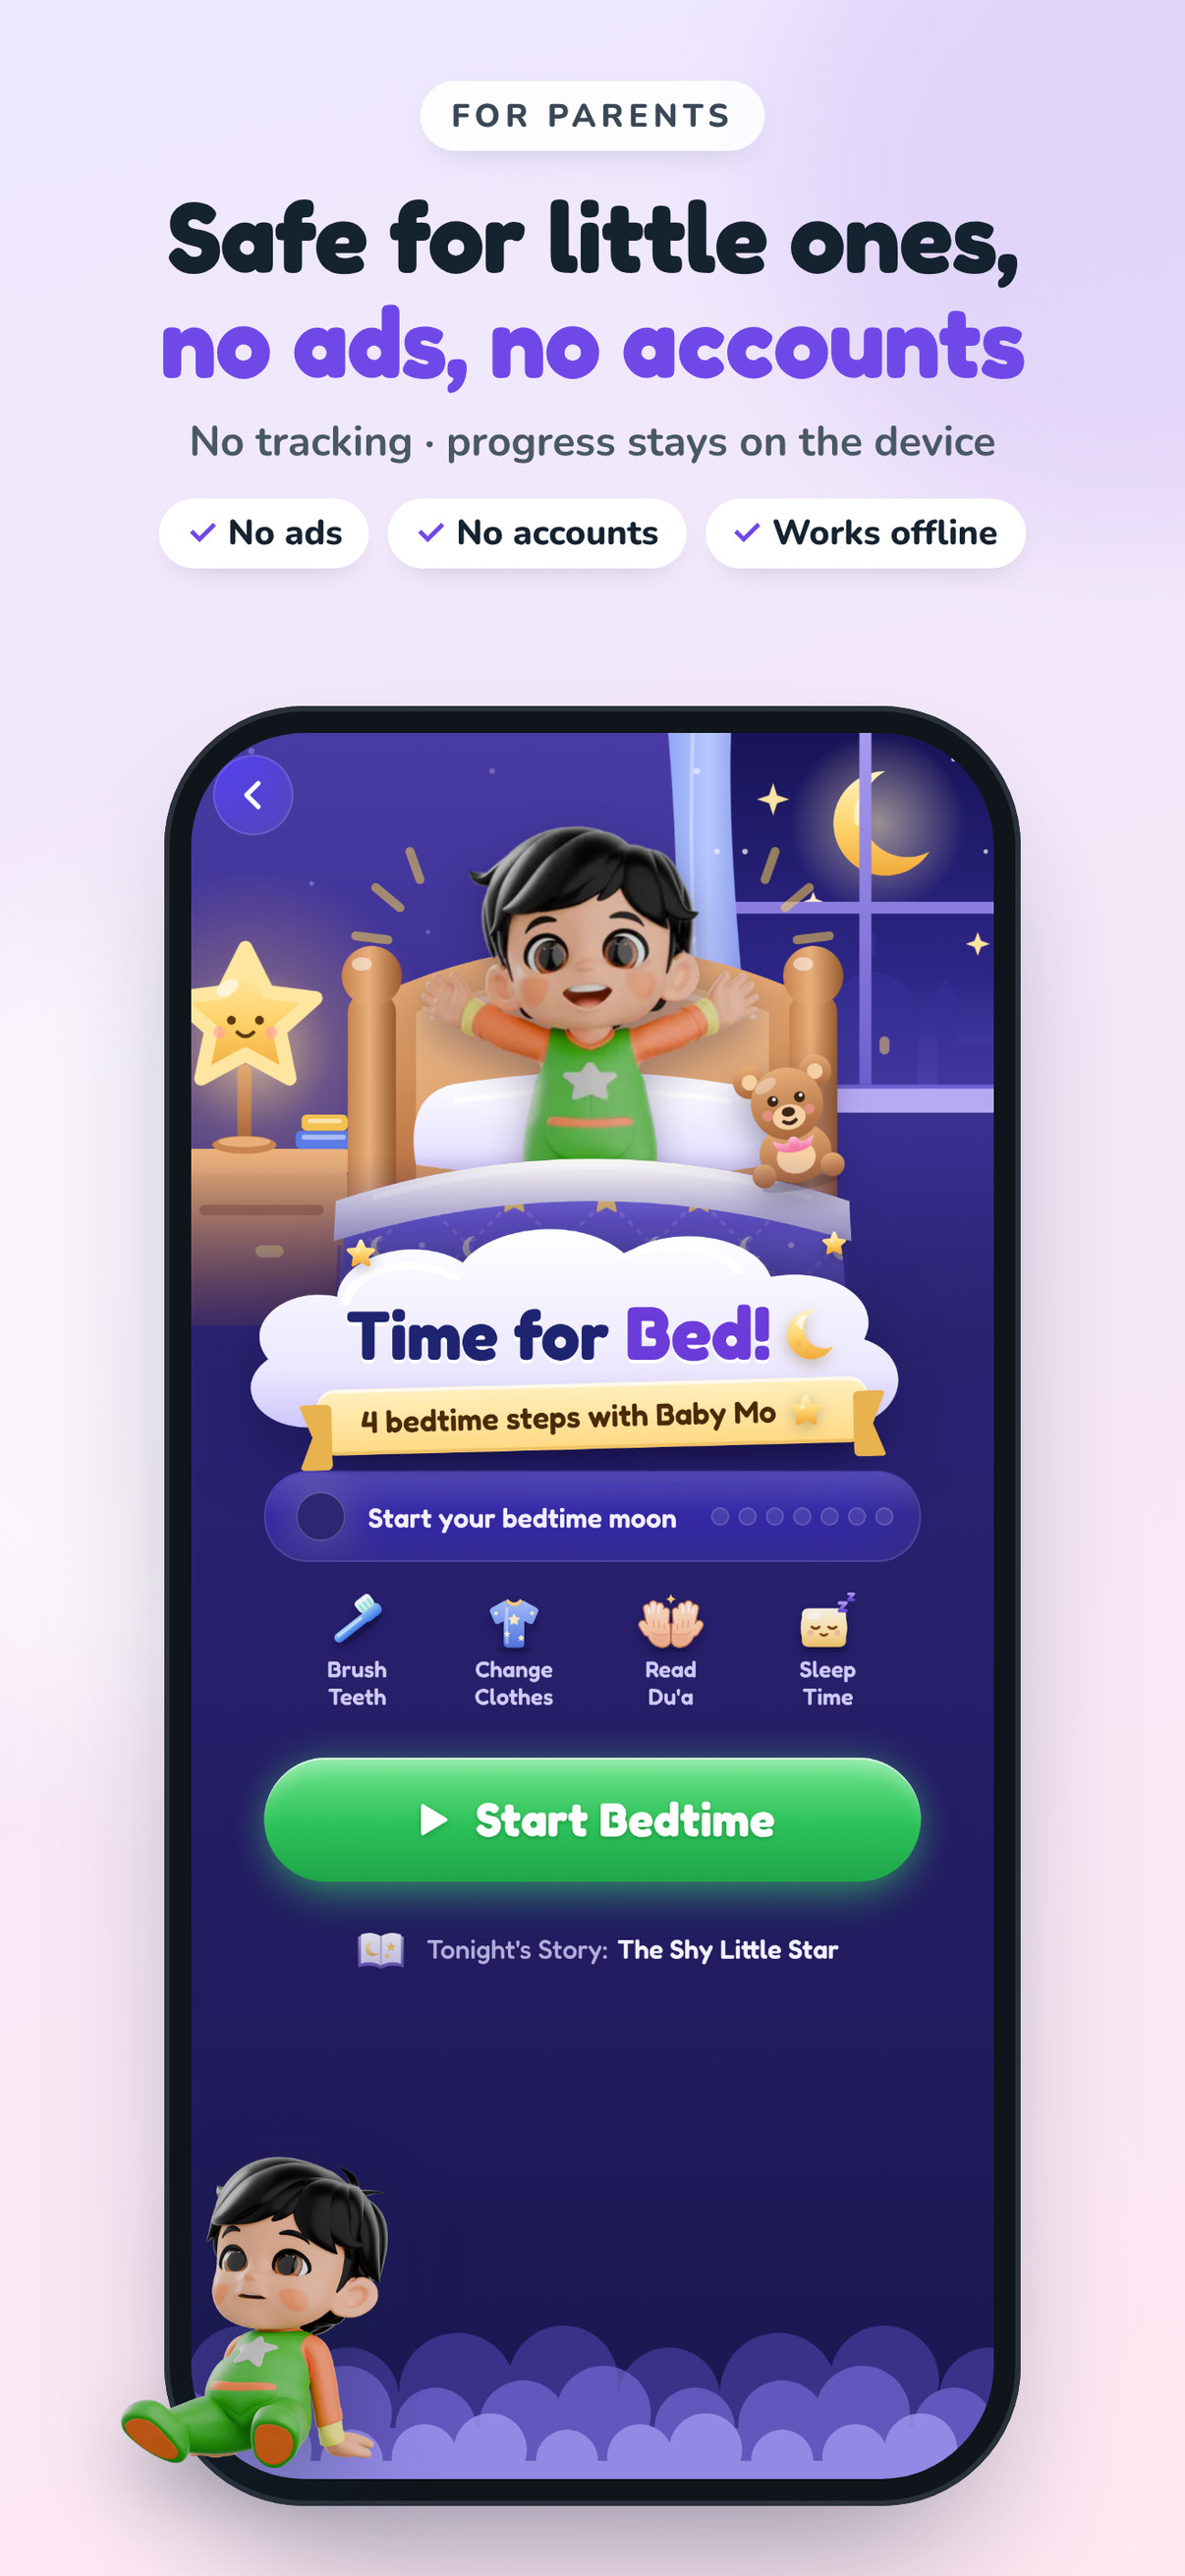 FOR PARENTS
Safe for little ones,
no ads, no accounts
No tracking · progress stays on the device
No ads
No accounts
Works offline
Time for Bed!
4 bedtime steps with Baby Mo
Start your bedtime moon
Brush
Teeth
Change
Clothes
Read
Du'a
z z
Sleep
Time
Start Bedtime
Tonight's Story: The Shy Little Star